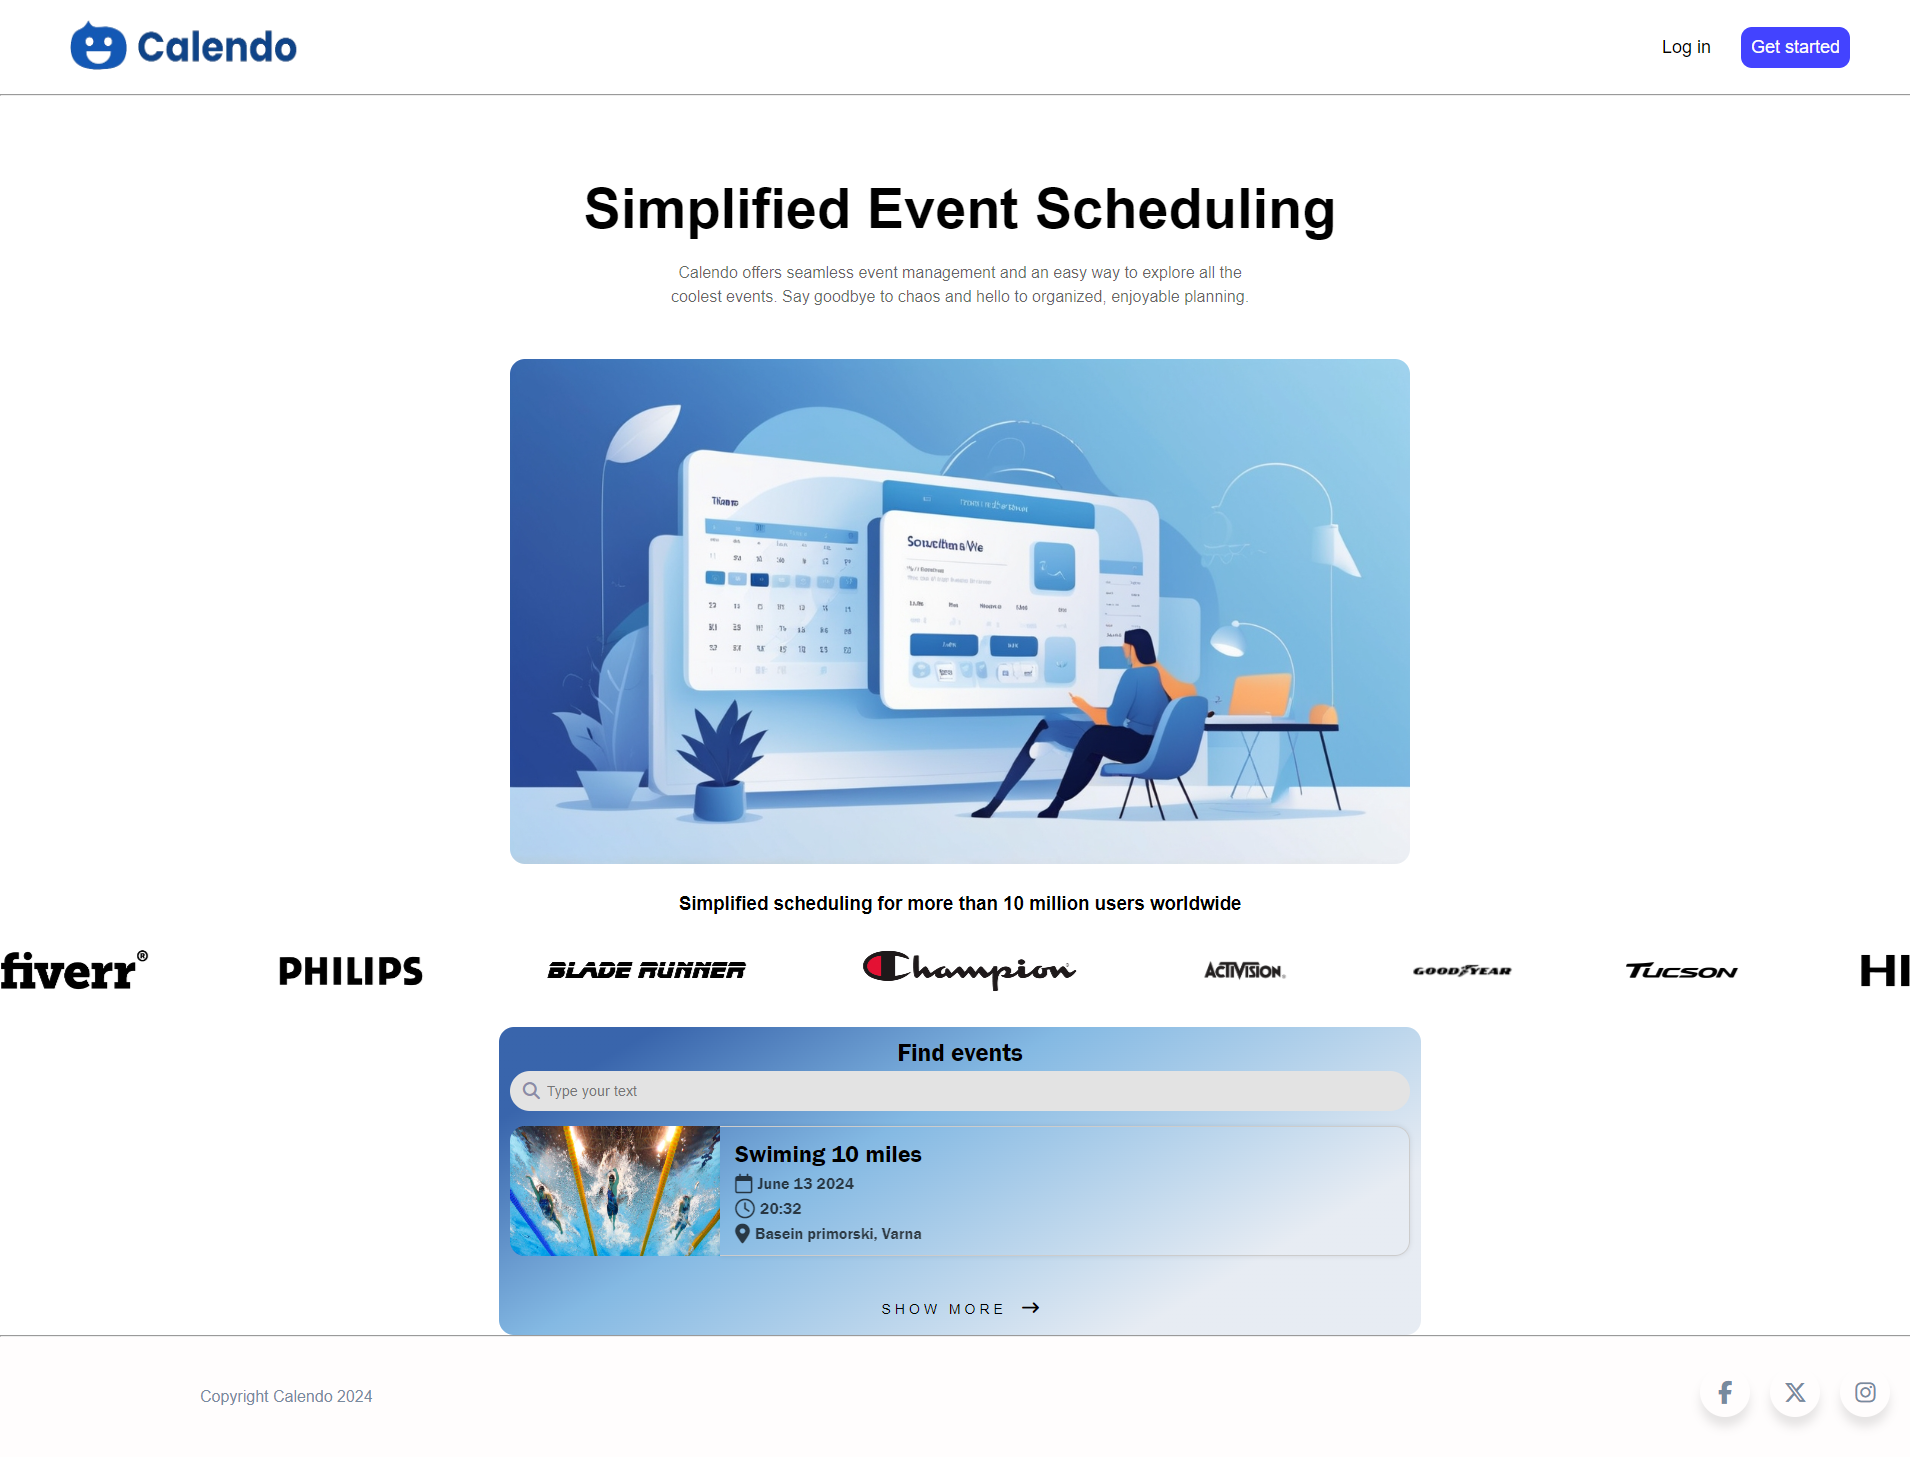 Calendo
Log in
Get started
Simplified Event Scheduling
Calendo offers seamless event management and an easy way to explore all the
coolest events. Say goodbye to chaos and hello to organized, enjoyable planning.
Simplified scheduling for more than 10 million users worldwide
fiverr®
PHILIPS
BLADE RUNNER
Champion
ACTIVISION
GOODYEAR
TUCSON
HI
Find events
Type your text
Swiming 10 miles
June 13 2024
20:32
Basein primorski, Varna
SHOW MORE
Copyright Calendo 2024